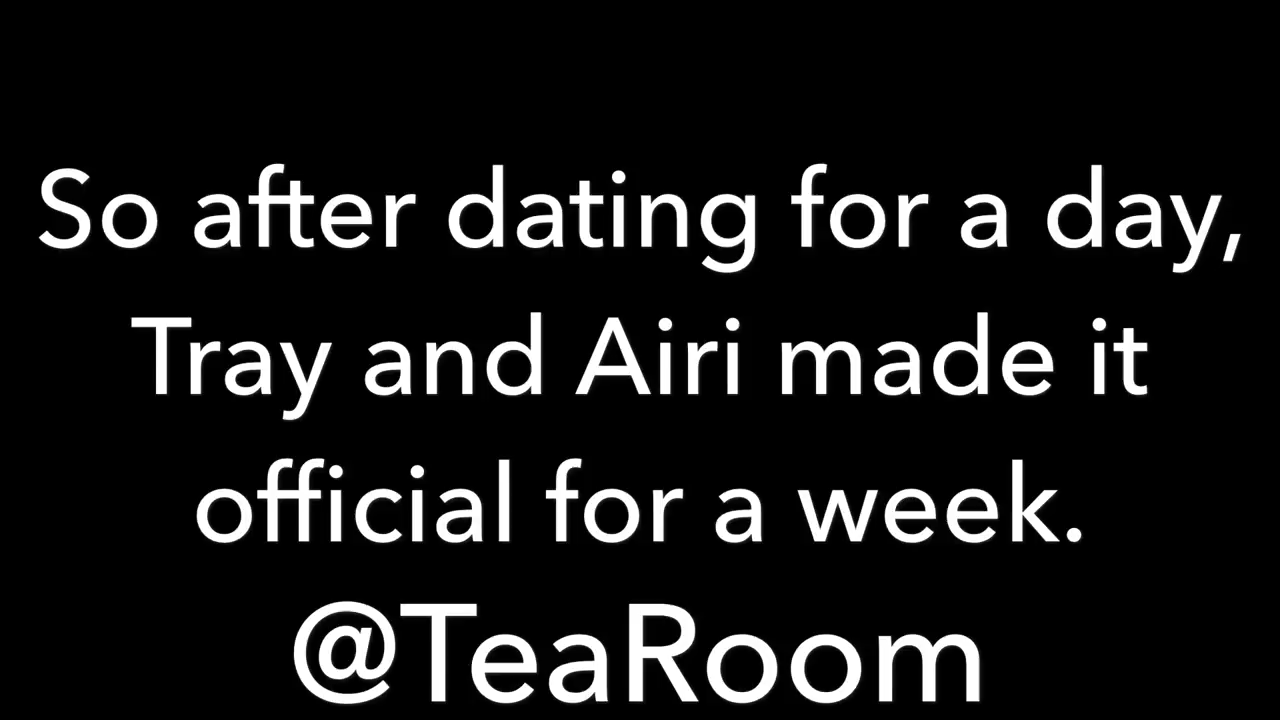 So after dating for a day,
Tray and Airi made it
official for a week.
@TeaRoom